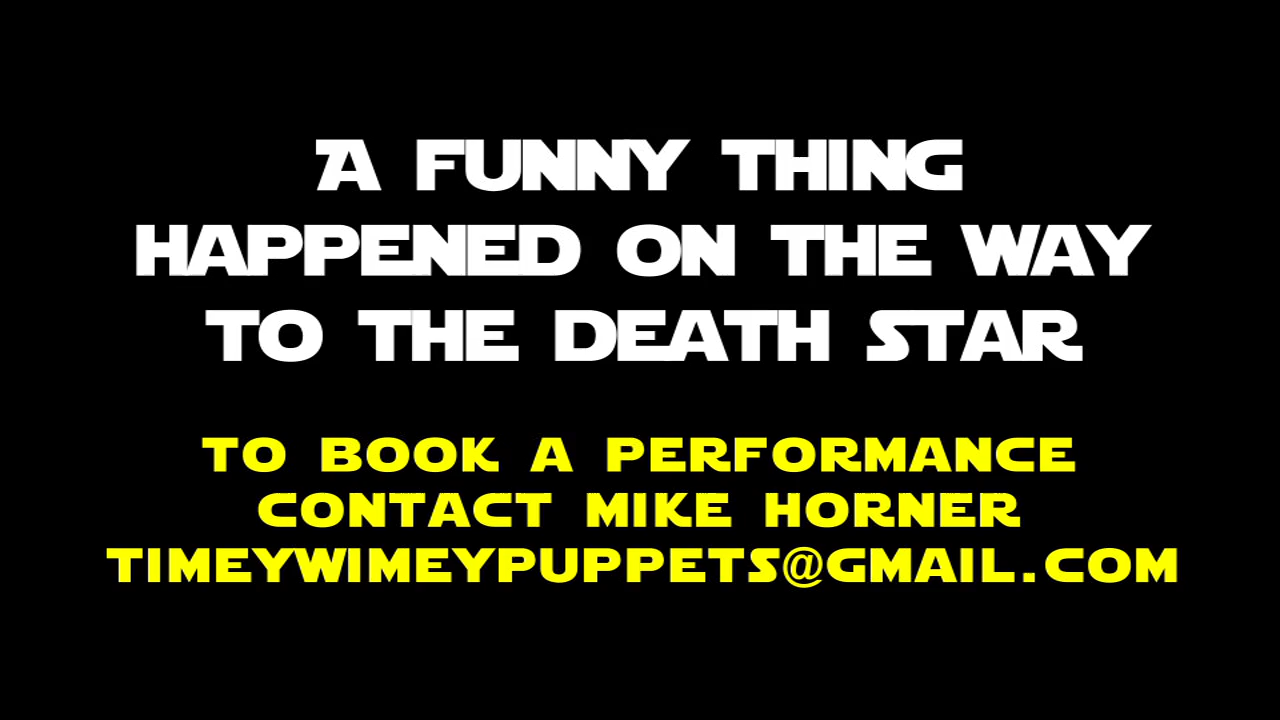 A FUNNY THING
HAPPENED ON THE WAY
TO THE DEATH STAR
TO BOOK A PERFORMANCE
CONTACT MIKE HORNER
TIMEYWIMEYPUPPETS@GMAIL.COM